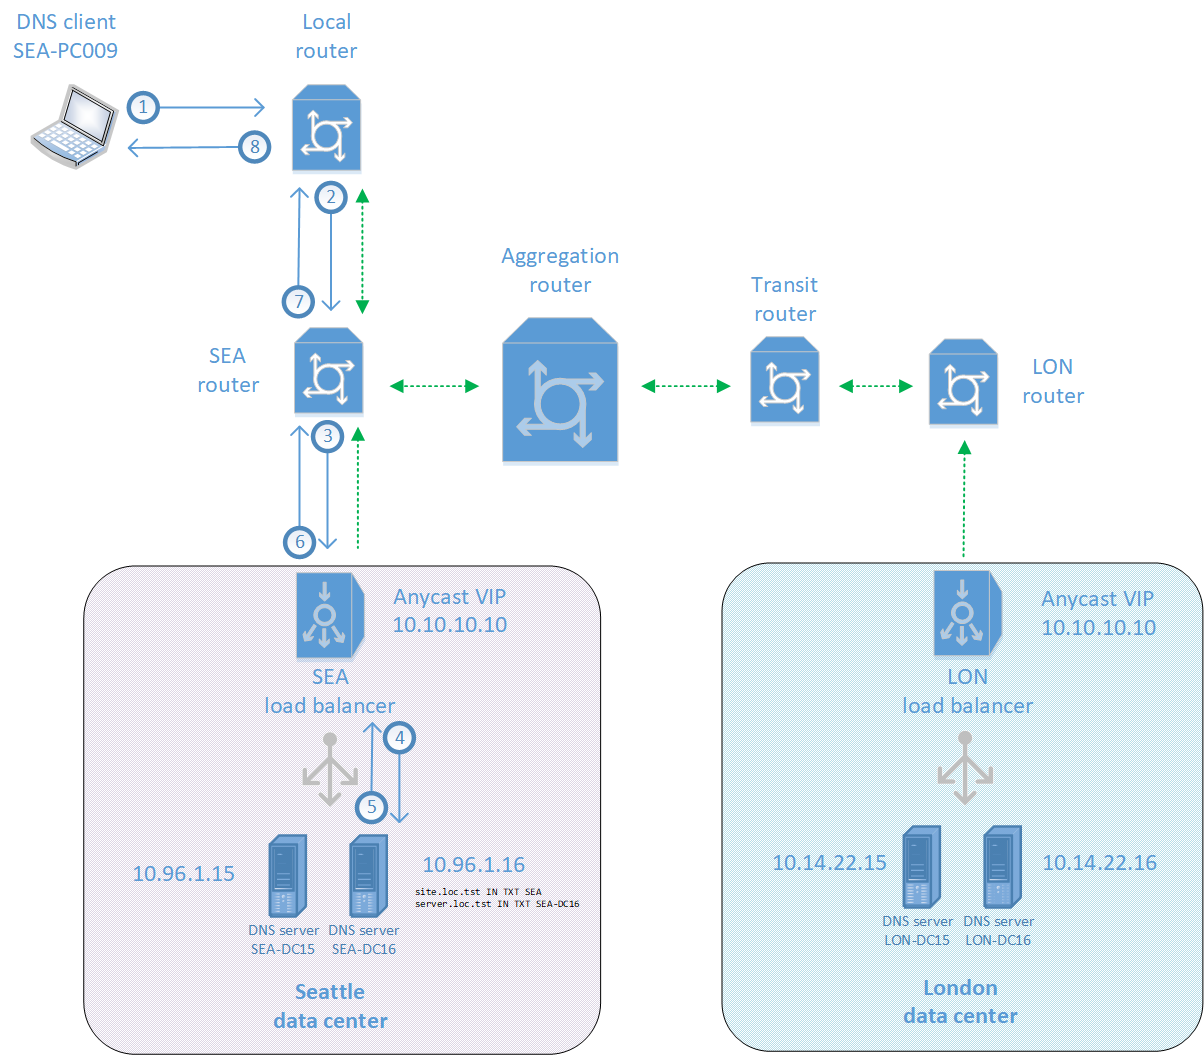 DNS client
SEA-PC009
Local
router
1
8
2
7
Aggregation
router
Transit
router
SEA
router
LON
router
3
6
Anycast VIP
10.10.10.10
SEA
load balancer
4
5
10.96.1.15
10.96.1.16
site.loc.tst IN TXT SEA
server.loc.tst IN TXT SEA-DC16
DNS server
SEA-DC15
DNS server
SEA-DC16
Seattle
data center
Anycast VIP
10.10.10.10
LON
load balancer
10.14.22.15
10.14.22.16
DNS server
LON-DC15
DNS server
LON-DC16
London
data center